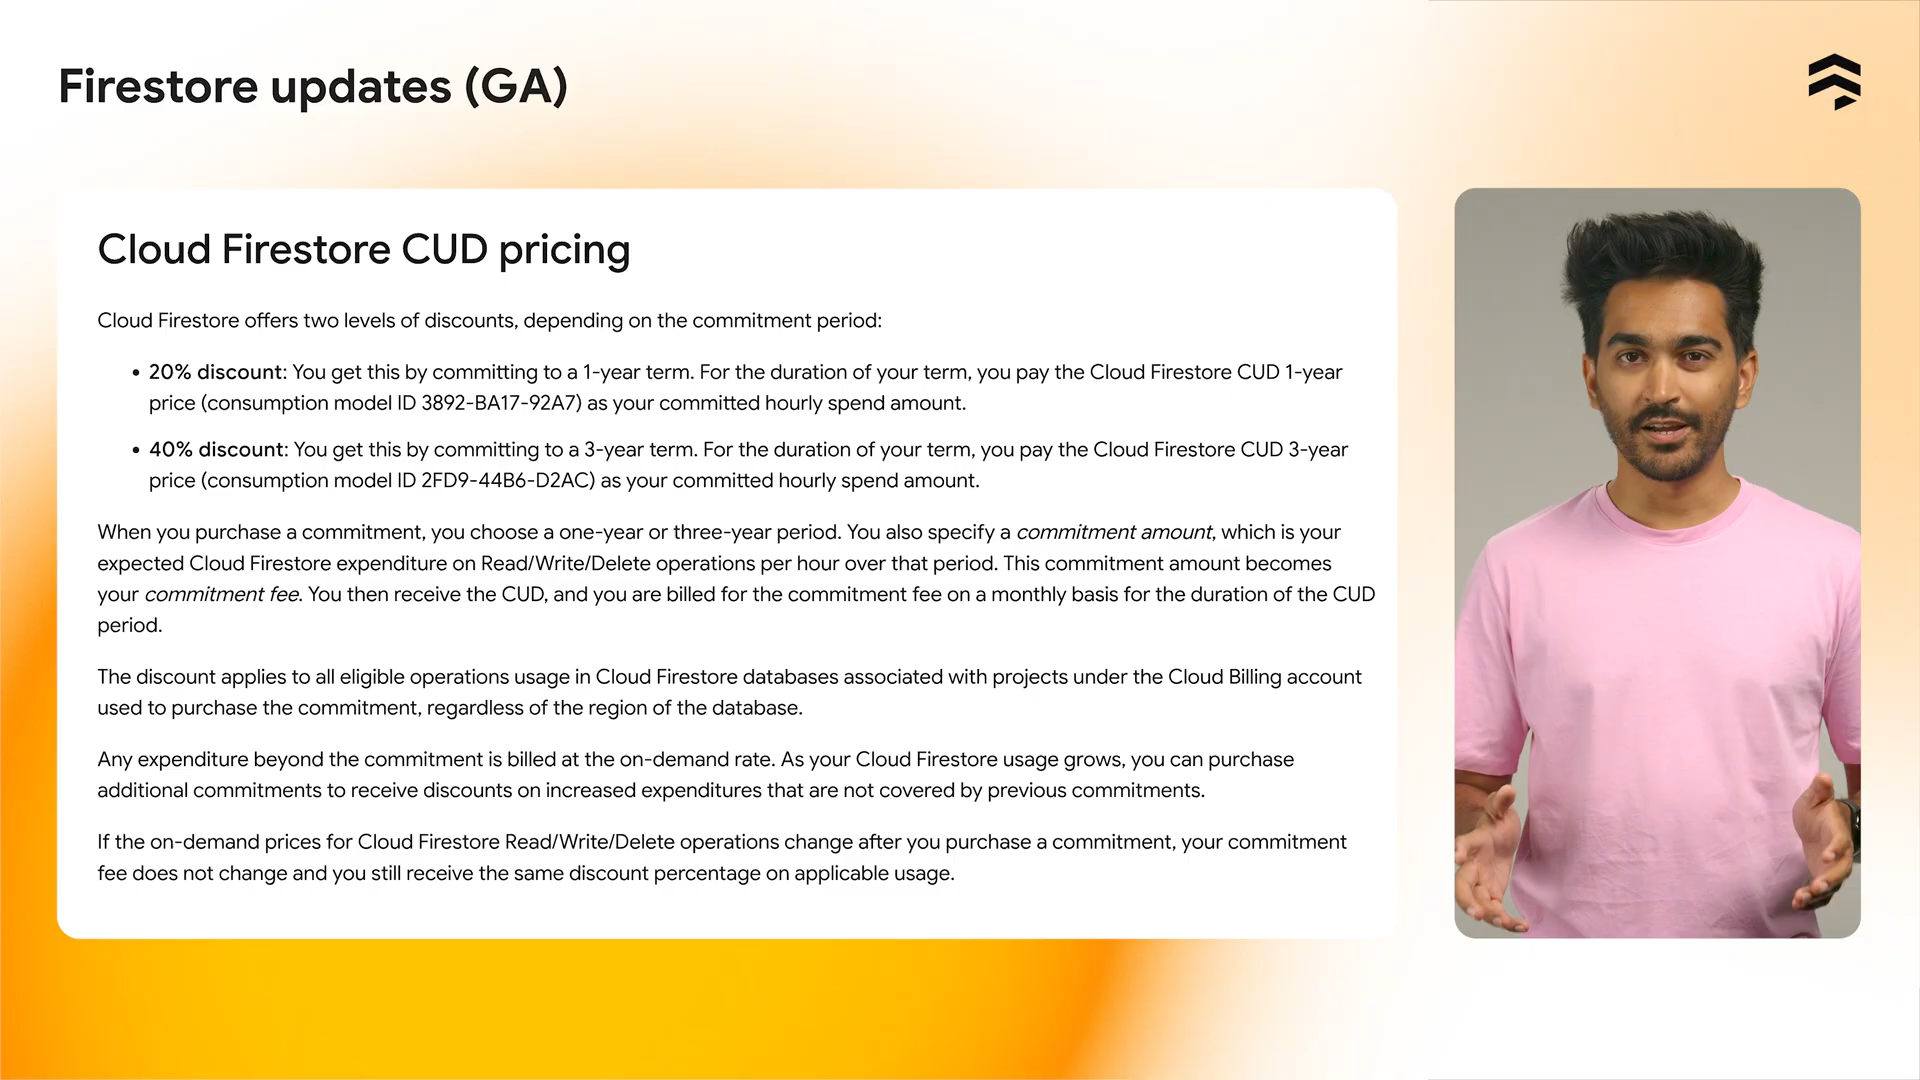 Firestore updates (GA)
Cloud Firestore CUD pricing
Cloud Firestore offers two levels of discounts, depending on the commitment period:
• 20% discount: You get this by committing to a 1-year term. For the duration of your term, you pay the Cloud Firestore CUD 1-year
price (consumption model ID 3892-BA17-92A7) as your committed hourly spend amount.
• 40% discount: You get this by committing to a 3-year term. For the duration of your term, you pay the Cloud Firestore CUD 3-year
price (consumption model ID 2FD9-44B6-D2AC) as your committed hourly spend amount.
When you purchase a commitment, you choose a one-year or three-year period. You also specify a commitment amount, which is your
expected Cloud Firestore expenditure on Read/Write/Delete operations per hour over that period. This commitment amount becomes
your commitment fee. You then receive the CUD, and you are billed for the commitment fee on a monthly basis for the duration of the CUD
period.
The discount applies to all eligible operations usage in Cloud Firestore databases associated with projects under the Cloud Billing account
used to purchase the commitment, regardless of the region of the database.
Any expenditure beyond the commitment is billed at the on-demand rate. As your Cloud Firestore usage grows, you can purchase
additional commitments to receive discounts on increased expenditures that are not covered by previous commitments.
If the on-demand prices for Cloud Firestore Read/Write/Delete operations change after you purchase a commitment, your commitment
fee does not change and you still receive the same discount percentage on applicable usage.